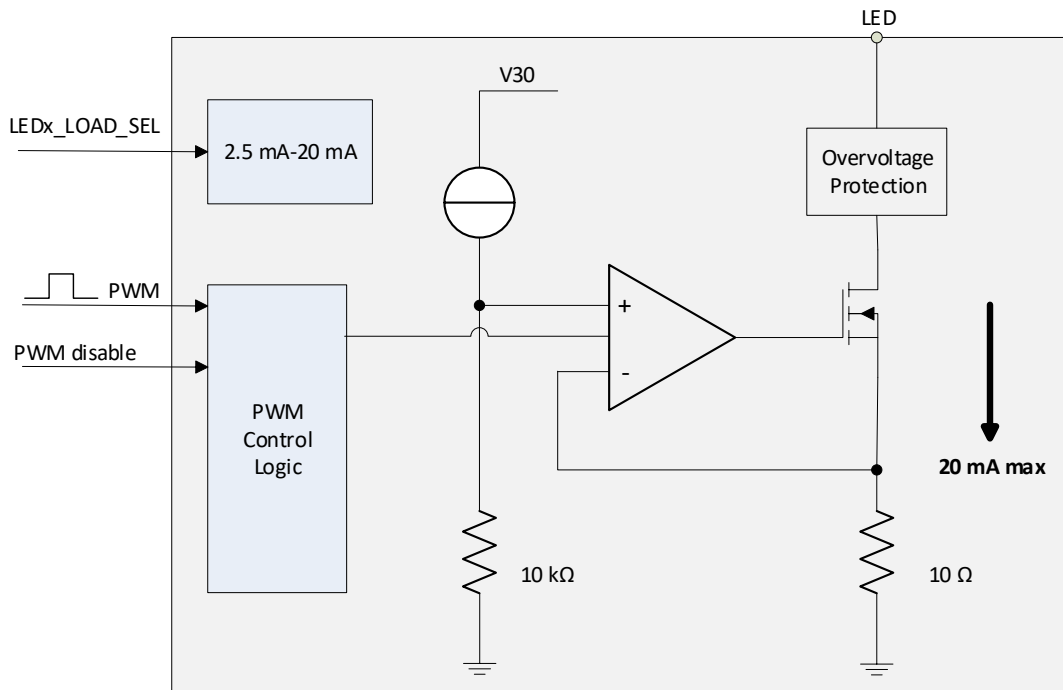 LED
V30
LEDx_LOAD_SEL
2.5 mA-20 mA
Overvoltage
Protection
PWM
+
PWM disable
-
PWM
Control
Logic
20 mA max
10 kΩ
10 Ω